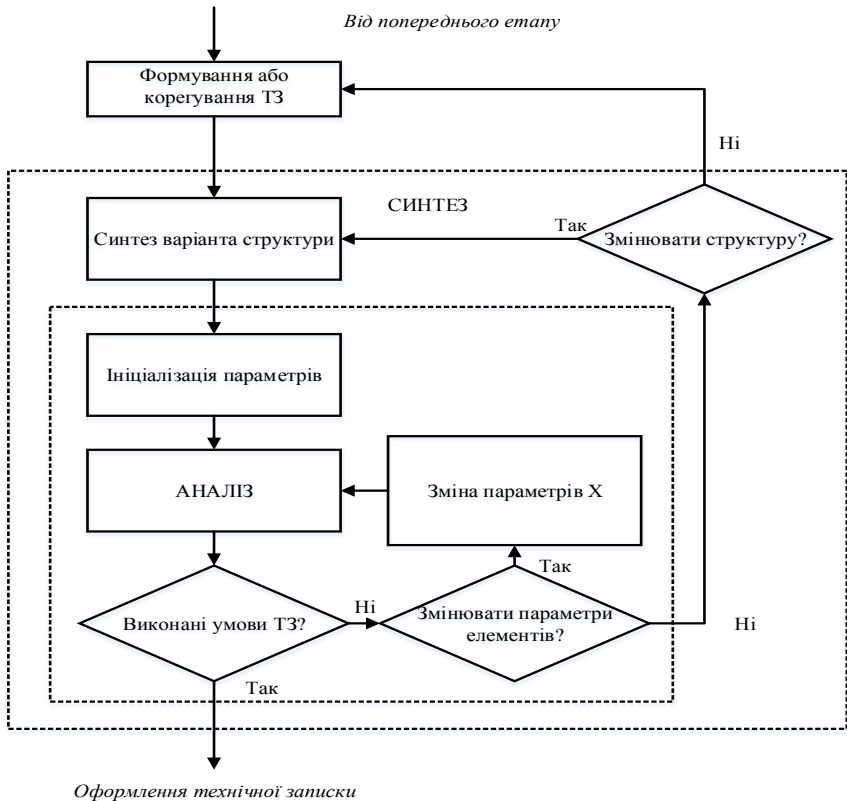 Від попереднього етапу
Формування або
корегування ТЗ
Ні
СИНТЕЗ
Так
Синтез варіанта структури
Змінювати структуру?
Ініціалізація параметрів
АНАЛІЗ
Зміна параметрів X
Так
Ні
Виконані умови ТЗ?
Змінювати параметри
елементів?
Ні
Так
Оформлення технічної записки